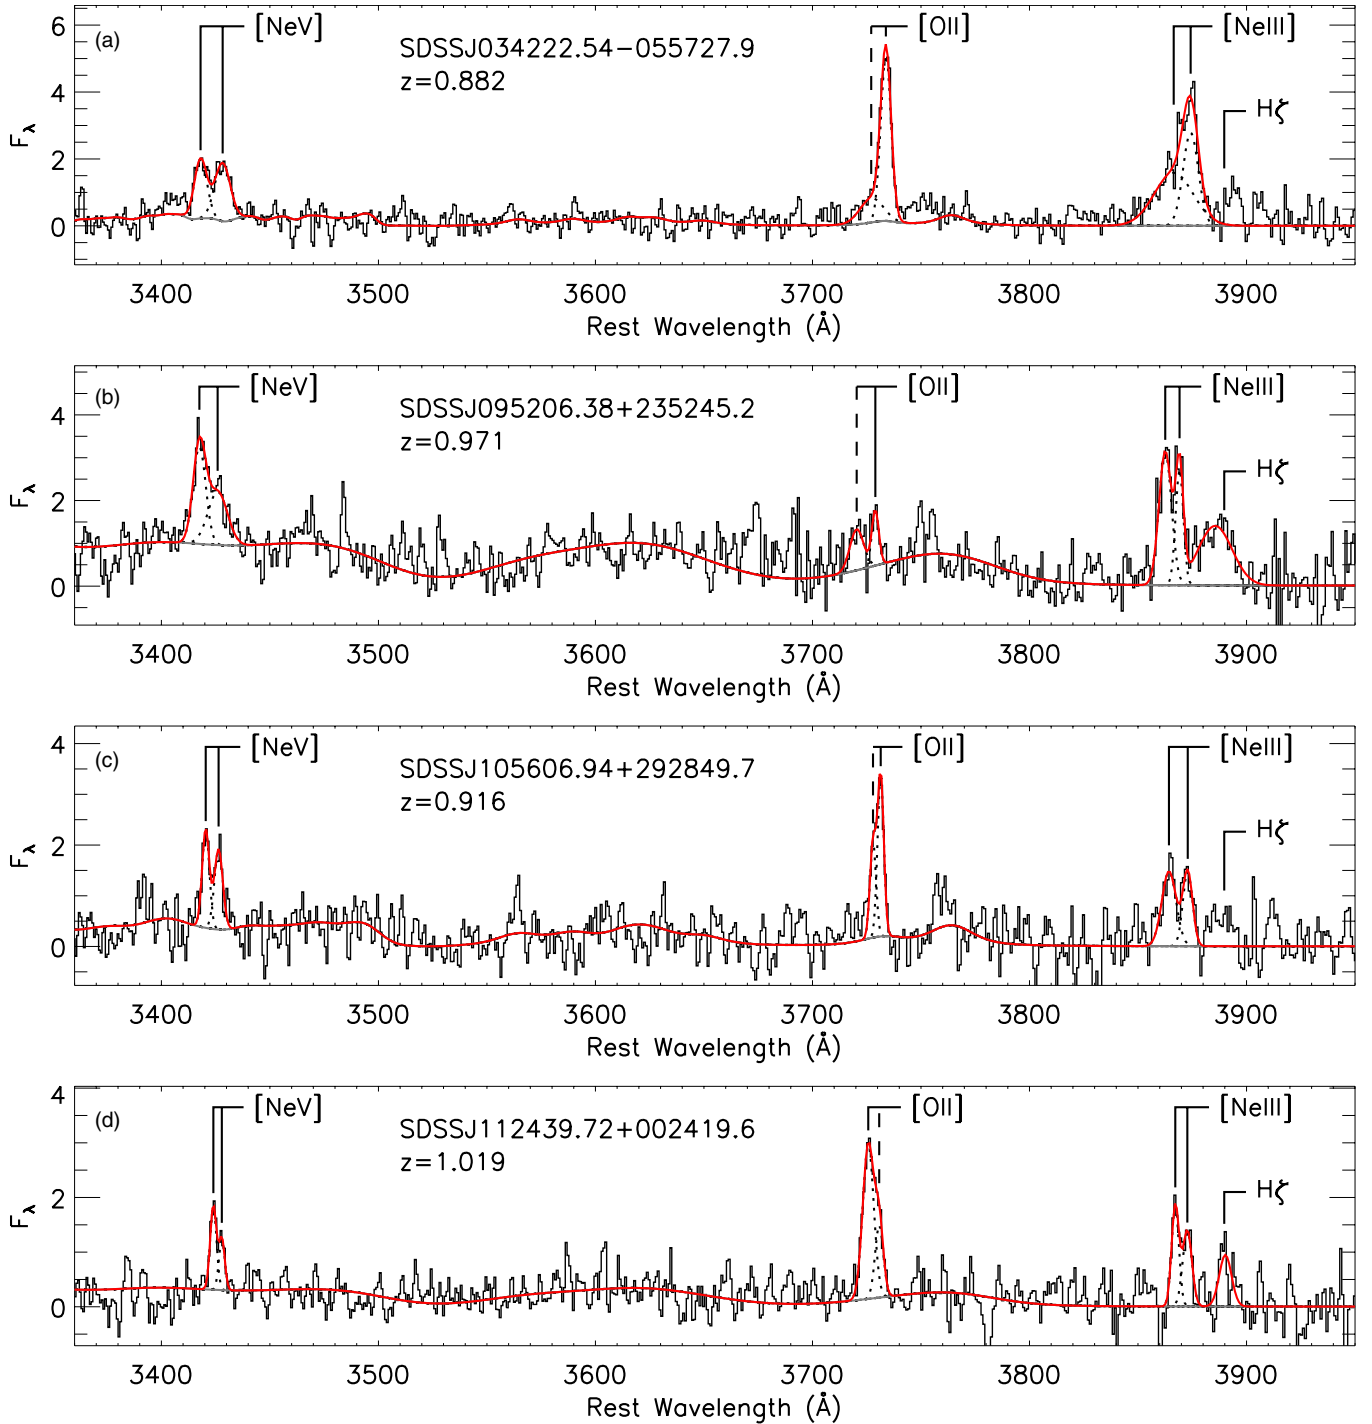 (a)
[NeV]
[OII]
[NeIII]
Hζ
SDSSJ034222.54−055727.9
z=0.882
6
4
2
0
Fλ
3400 3500 3600 3700 3800 3900
Rest Wavelength (Å)
(b)
[NeV]
[OII]
[NeIII]
Hζ
SDSSJ095206.38+235245.2
z=0.971
4
2
0
Fλ
3400 3500 3600 3700 3800 3900
Rest Wavelength (Å)
(c)
[NeV]
[OII]
[NeIII]
Hζ
SDSSJ105606.94+292849.7
z=0.916
4
2
0
Fλ
3400 3500 3600 3700 3800 3900
Rest Wavelength (Å)
(d)
[NeV]
[OII]
[NeIII]
Hζ
SDSSJ112439.72+002419.6
z=1.019
4
2
0
Fλ
3400 3500 3600 3700 3800 3900
Rest Wavelength (Å)